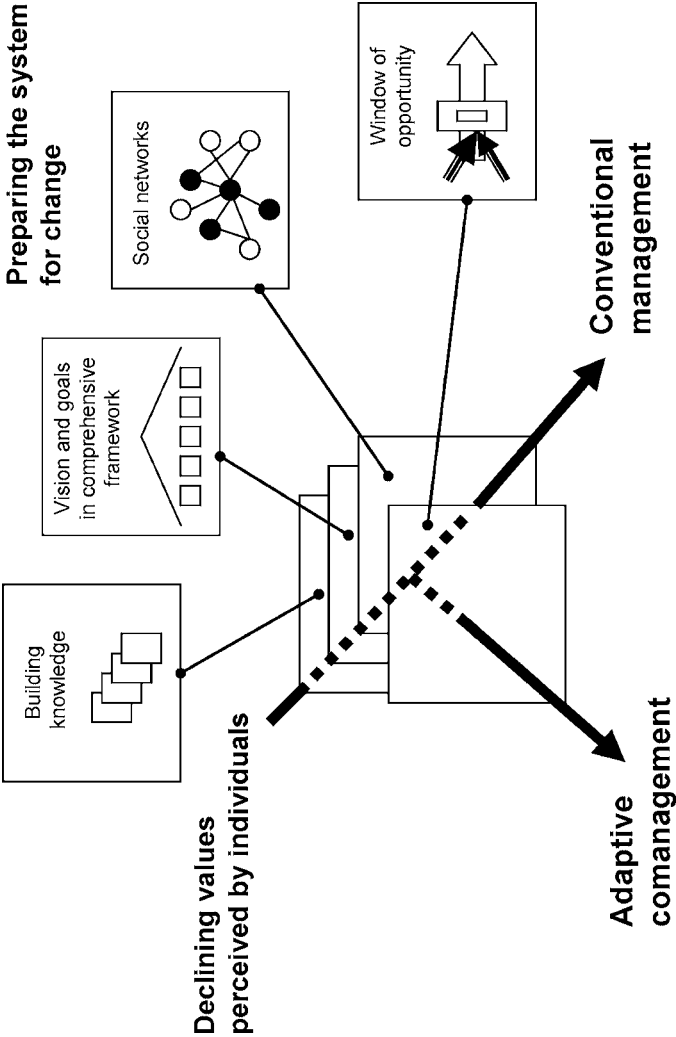 Preparing the system
for change
Building
knowledge
Vision and goals
in comprehensive
framework
Social networks
Window of
opportunity
Declining values
perceived by individuals
Adaptive
comanagement
Conventional
management